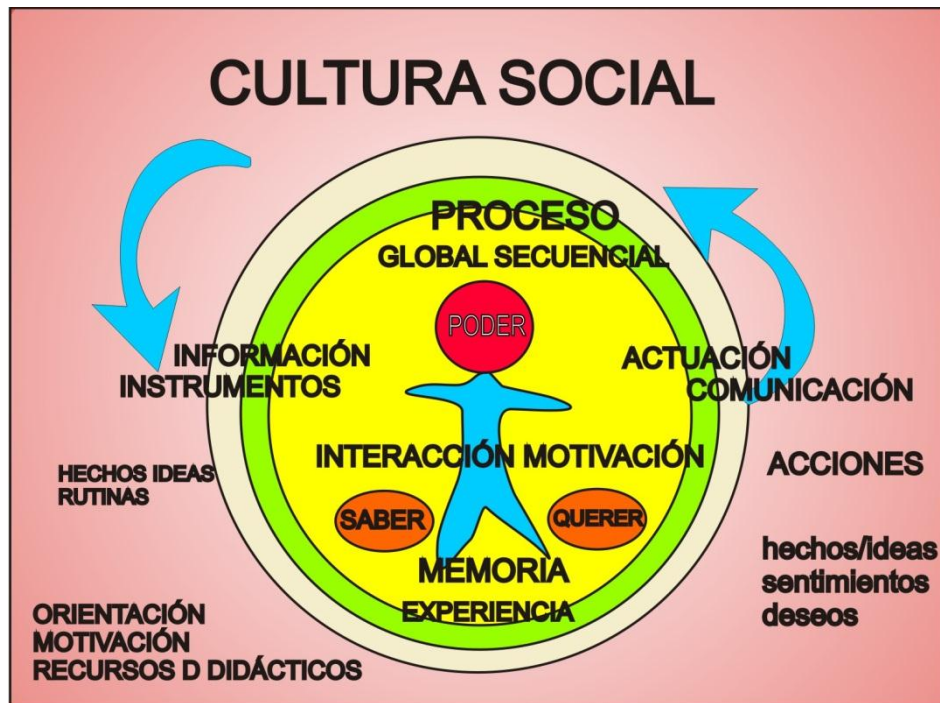 CULTURA SOCIAL
PROCESO
GLOBAL SECUENCIAL
PODER
INFORMACIÓN
INSTRUMENTOS
ACTUACIÓN
COMUNICACIÓN
INTERACCIÓN MOTIVACIÓN
HECHOS IDEAS
RUTINAS
ACCIONES
SABER
QUERER
MEMORIA
EXPERIENCIA
hechos/ideas
sentimientos
deseos
ORIENTACIÓN
MOTIVACIÓN
RECURSOS D DIDÁCTICOS